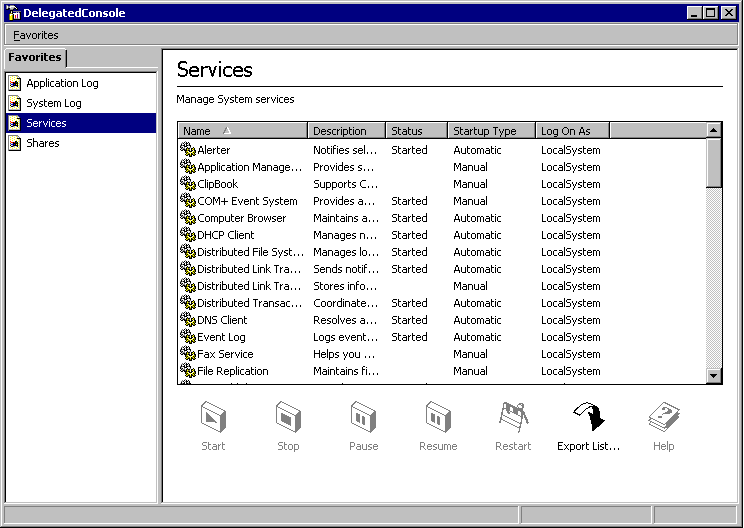 DelegatedConsole
Favorites
Favorites
Application Log
System Log
Services
Shares
Services
Manage System services
Name Description Status Startup Type Log On As
Alerter Notifies sel... Started Automatic LocalSystem
Application Manage... Provides s... Manual LocalSystem
ClipBook Supports C... Manual LocalSystem
COM+ Event System Provides a... Started Manual LocalSystem
Computer Browser Maintains a... Started Automatic LocalSystem
DHCP Client Manages n... Started Automatic LocalSystem
Distributed File Syst... Manages lo... Started Automatic LocalSystem
Distributed Link Tra... Sends notif... Started Automatic LocalSystem
Distributed Link Tra... Stores info... Manual LocalSystem
Distributed Transac... Coordinate... Started Automatic LocalSystem
DNS Client Resolves a... Started Automatic LocalSystem
Event Log Logs event... Started Automatic LocalSystem
Fax Service Helps you ... Manual LocalSystem
File Replication Maintains fi... Manual LocalSystem
Start Stop Pause Resume Restart Export List... Help